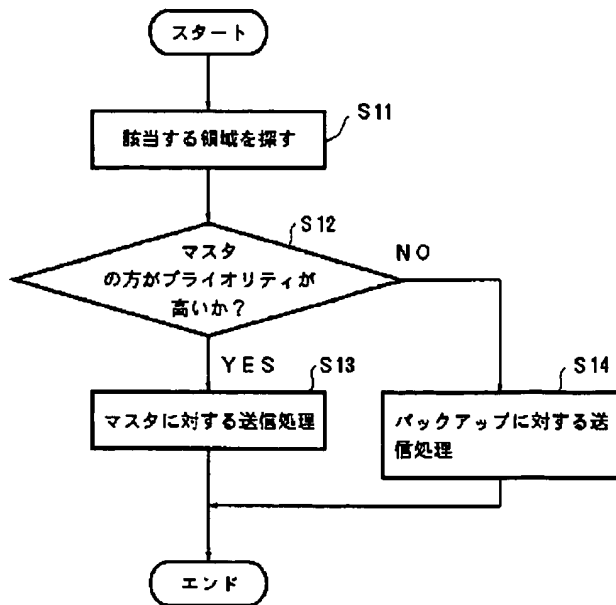 スタート
S11
該当する領域を探す
S12
マスタ
の方がプライオリティが
高いか?
NO
YES
S13
S14
マスタに対する送信処理
バックアップに対する送
信処理
エンド